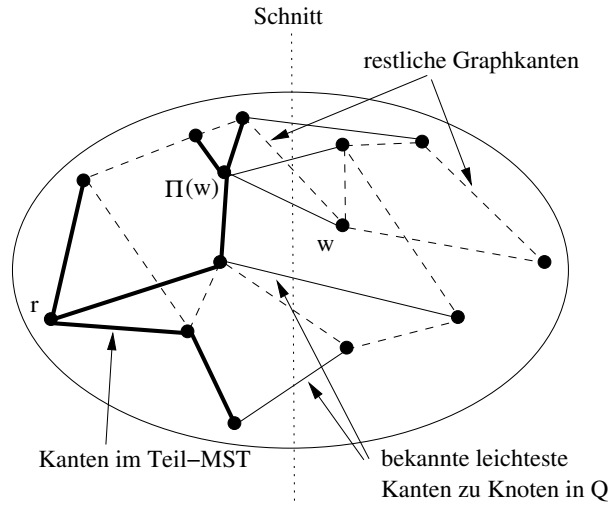 Schnitt
restliche Graphkanten
Π(w)
w
r
Kanten im Teil−MST
bekannte leichteste
Kanten zu Knoten in Q